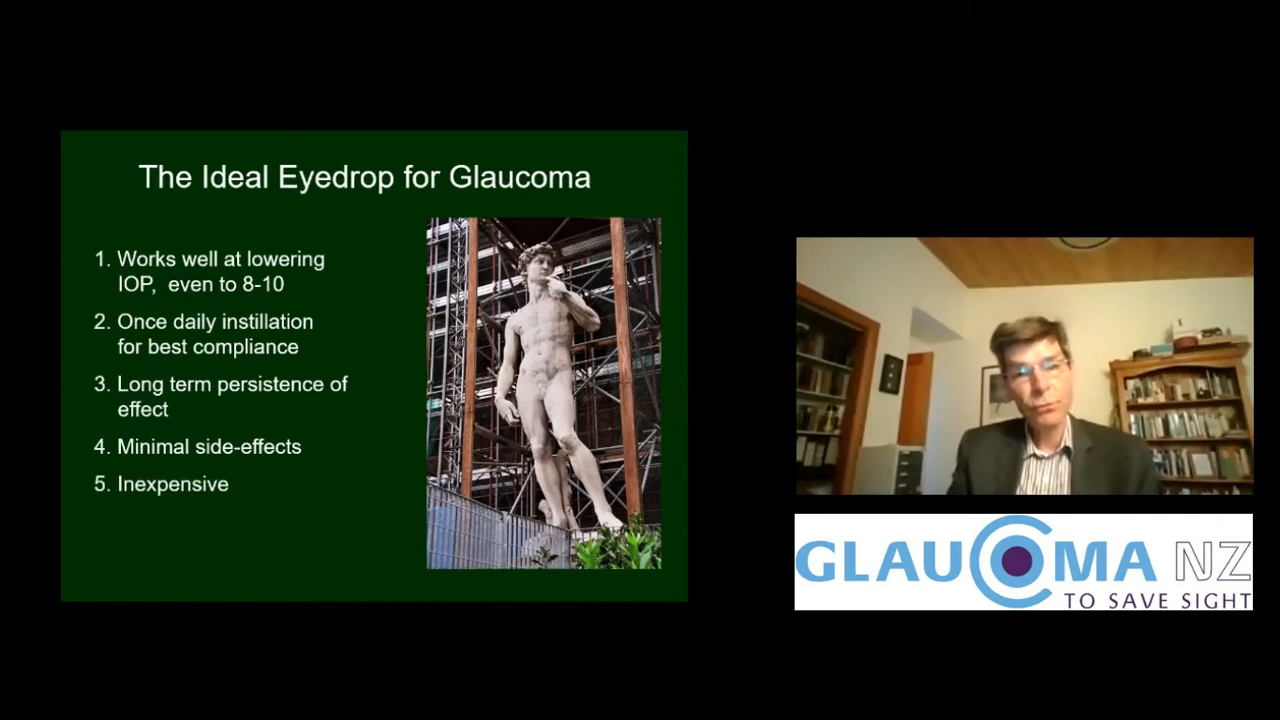 The Ideal Eyedrop for Glaucoma
1. Works well at lowering
IOP, even to 8-10
2. Once daily instillation
for best compliance
3. Long term persistence of
effect
4. Minimal side-effects
5. Inexpensive
GLAUCOMA NZ
TO SAVE SIGHT